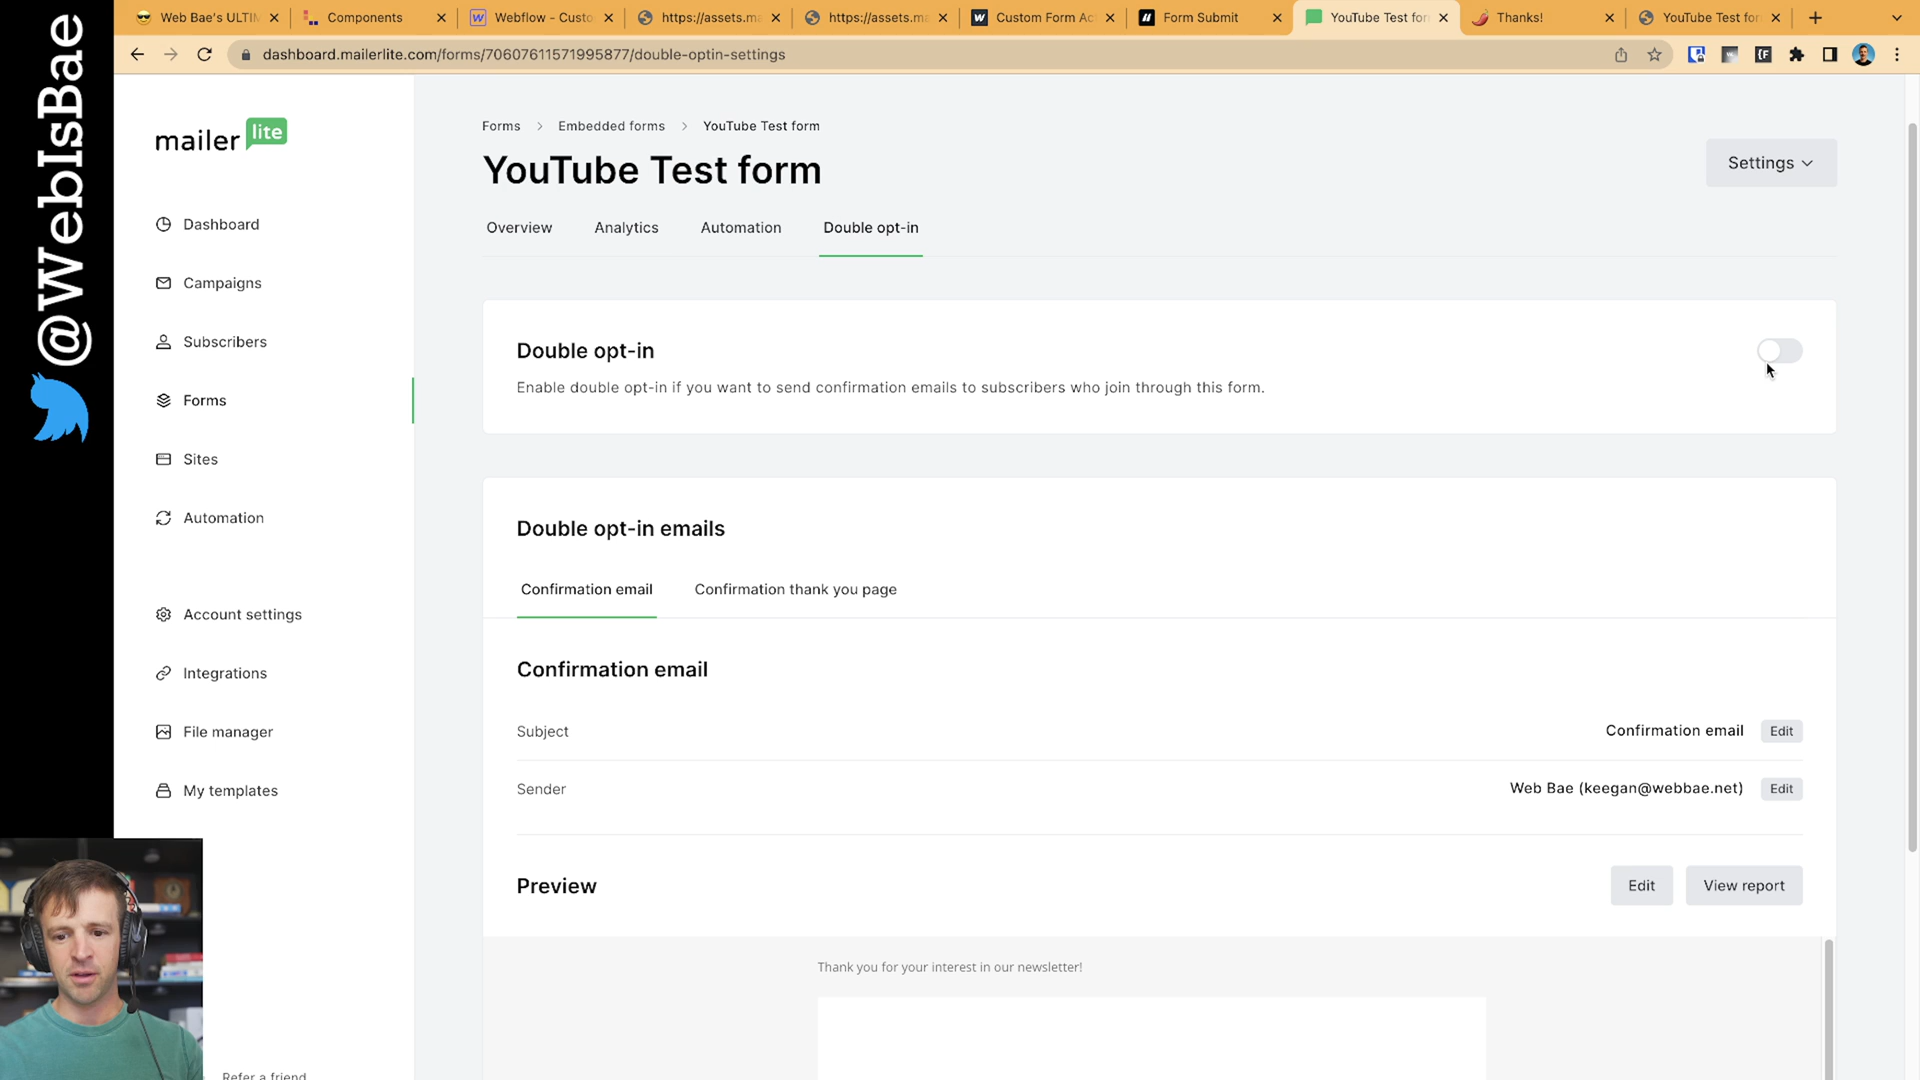 @WebIsBae
Web Bae's ULTIM
Components
Webflow - Custo
https://assets.ma
https://assets.ma
Custom Form Ac
Form Submit
YouTube Test for
Thanks!
YouTube Test for
dashboard.mailerlite.com/forms/70607611571995877/double-optin-settings
mailer lite
Dashboard
Campaigns
Subscribers
Forms
Sites
Automation
Account settings
Integrations
File manager
My templates
Refer a friend
Forms > Embedded forms > YouTube Test form
YouTube Test form
Settings
Overview
Analytics
Automation
Double opt-in
Double opt-in
Enable double opt-in if you want to send confirmation emails to subscribers who join through this form.
Double opt-in emails
Confirmation email
Confirmation thank you page
Confirmation email
Subject
Confirmation email
Edit
Sender
Web Bae (keegan@webbae.net)
Edit
Preview
Edit
View report
Thank you for your interest in our newsletter!